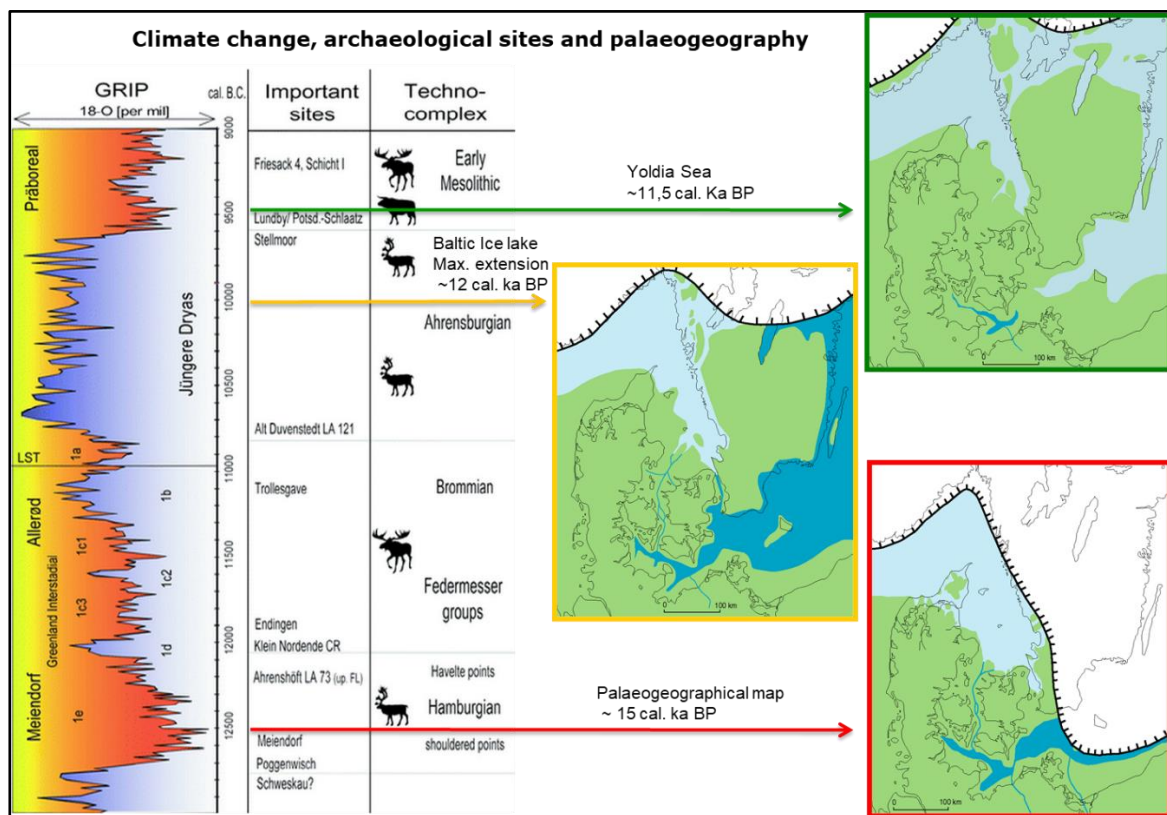 Climate change, archaeological sites and palaeogeography
GRIP
18-O [per mil]
cal. B.C.
Important
sites
Techno-
complex
9000
9500
10000
10500
11000
11500
12000
12500
Präboreal
Jüngere Dryas
LST
Allerød
Greenland Interstadial
Meiendorf
1a
1b
1c1
1c2
1c3
1d
1e
Friesack 4, Schicht I
Lundby/ Potsd.-Schlaatz
Stellmoor
Alt Duvenstedt LA 121
Trollesgave
Endingen
Klein Nordende CR
Ahrenshöft LA 73 (up. FL)
Meiendorf
Poggenwisch
Schweskau?
Early
Mesolithic
Ahrensburgian
Brommian
Federmesser
groups
Havelte points
Hamburgian
shouldered points
Yoldia Sea
~11,5 cal. Ka BP
Baltic Ice lake
Max. extension
~12 cal. ka BP
Palaeogeographical map
~ 15 cal. ka BP
0 100 km
0 100 km
0 100 km